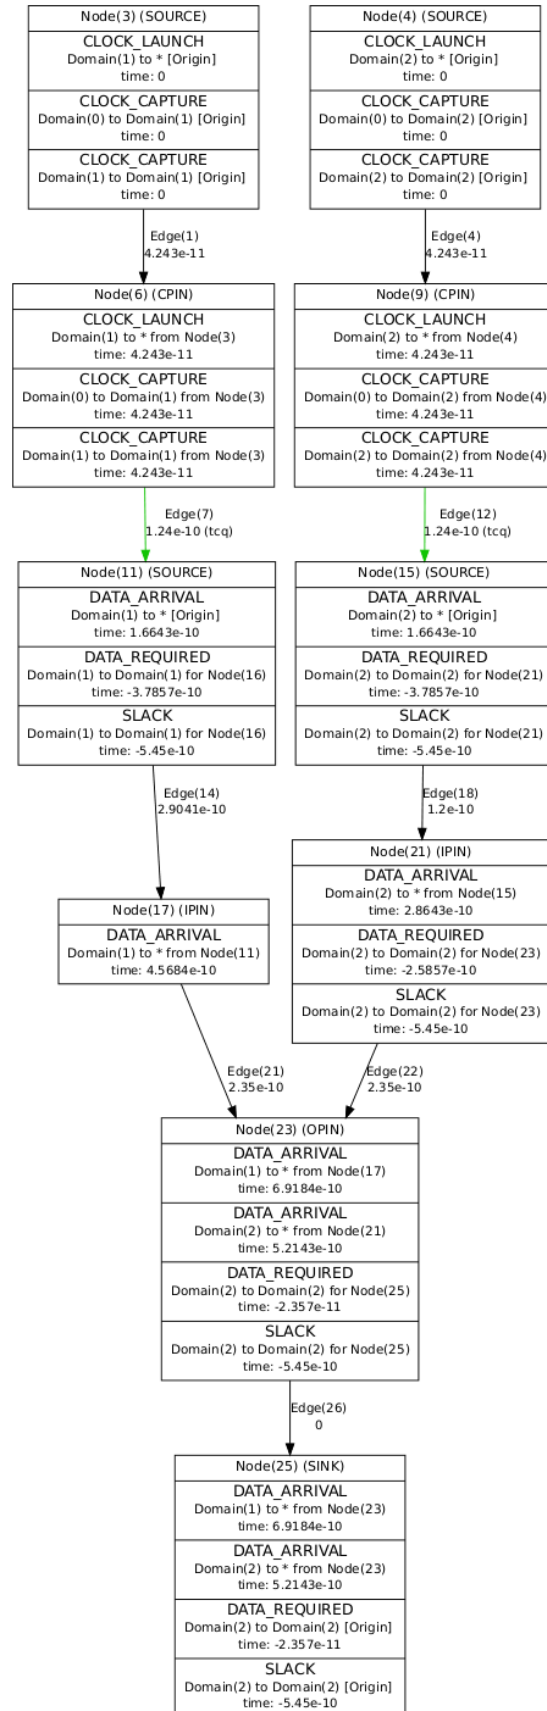 Node(3) (SOURCE)
CLOCK_LAUNCH
Domain(1) to * [Origin]
time: 0
CLOCK_CAPTURE
Domain(0) to Domain(1) [Origin]
time: 0
CLOCK_CAPTURE
Domain(1) to Domain(1) [Origin]
time: 0
Node(4) (SOURCE)
CLOCK_LAUNCH
Domain(2) to * [Origin]
time: 0
CLOCK_CAPTURE
Domain(0) to Domain(2) [Origin]
time: 0
CLOCK_CAPTURE
Domain(2) to Domain(2) [Origin]
time: 0
Edge(1)
4.243e-11
Edge(4)
4.243e-11
Node(6) (CPIN)
CLOCK_LAUNCH
Domain(1) to * from Node(3)
time: 4.243e-11
CLOCK_CAPTURE
Domain(0) to Domain(1) from Node(3)
time: 4.243e-11
CLOCK_CAPTURE
Domain(1) to Domain(1) from Node(3)
time: 4.243e-11
Node(9) (CPIN)
CLOCK_LAUNCH
Domain(2) to * from Node(4)
time: 4.243e-11
CLOCK_CAPTURE
Domain(0) to Domain(2) from Node(4)
time: 4.243e-11
CLOCK_CAPTURE
Domain(2) to Domain(2) from Node(4)
time: 4.243e-11
Edge(7)
1.24e-10 (tcq)
Edge(12)
1.24e-10 (tcq)
Node(11) (SOURCE)
DATA_ARRIVAL
Domain(1) to * [Origin]
time: 1.6643e-10
DATA_REQUIRED
Domain(1) to Domain(1) for Node(16)
time: -3.7857e-10
SLACK
Domain(1) to Domain(1) for Node(16)
time: -5.45e-10
Node(15) (SOURCE)
DATA_ARRIVAL
Domain(2) to * [Origin]
time: 1.6643e-10
DATA_REQUIRED
Domain(2) to Domain(2) for Node(21)
time: -3.7857e-10
SLACK
Domain(2) to Domain(2) for Node(21)
time: -5.45e-10
Edge(14)
2.9041e-10
Edge(18)
1.2e-10
Node(17) (IPIN)
DATA_ARRIVAL
Domain(1) to * from Node(11)
time: 4.5684e-10
Node(21) (IPIN)
DATA_ARRIVAL
Domain(2) to * from Node(15)
time: 2.8643e-10
DATA_REQUIRED
Domain(2) to Domain(2) for Node(23)
time: -2.5857e-10
SLACK
Domain(2) to Domain(2) for Node(23)
time: -5.45e-10
Edge(21)
2.35e-10
Edge(22)
2.35e-10
Node(23) (OPIN)
DATA_ARRIVAL
Domain(1) to * from Node(17)
time: 6.9184e-10
DATA_ARRIVAL
Domain(2) to * from Node(21)
time: 5.2143e-10
DATA_REQUIRED
Domain(2) to Domain(2) for Node(25)
time: -2.357e-11
SLACK
Domain(2) to Domain(2) for Node(25)
time: -5.45e-10
Edge(26)
0
Node(25) (SINK)
DATA_ARRIVAL
Domain(1) to * from Node(23)
time: 6.9184e-10
DATA_ARRIVAL
Domain(2) to * from Node(23)
time: 5.2143e-10
DATA_REQUIRED
Domain(2) to Domain(2) [Origin]
time: -2.357e-11
SLACK
Domain(2) to Domain(2) [Origin]
time: -5.45e-10